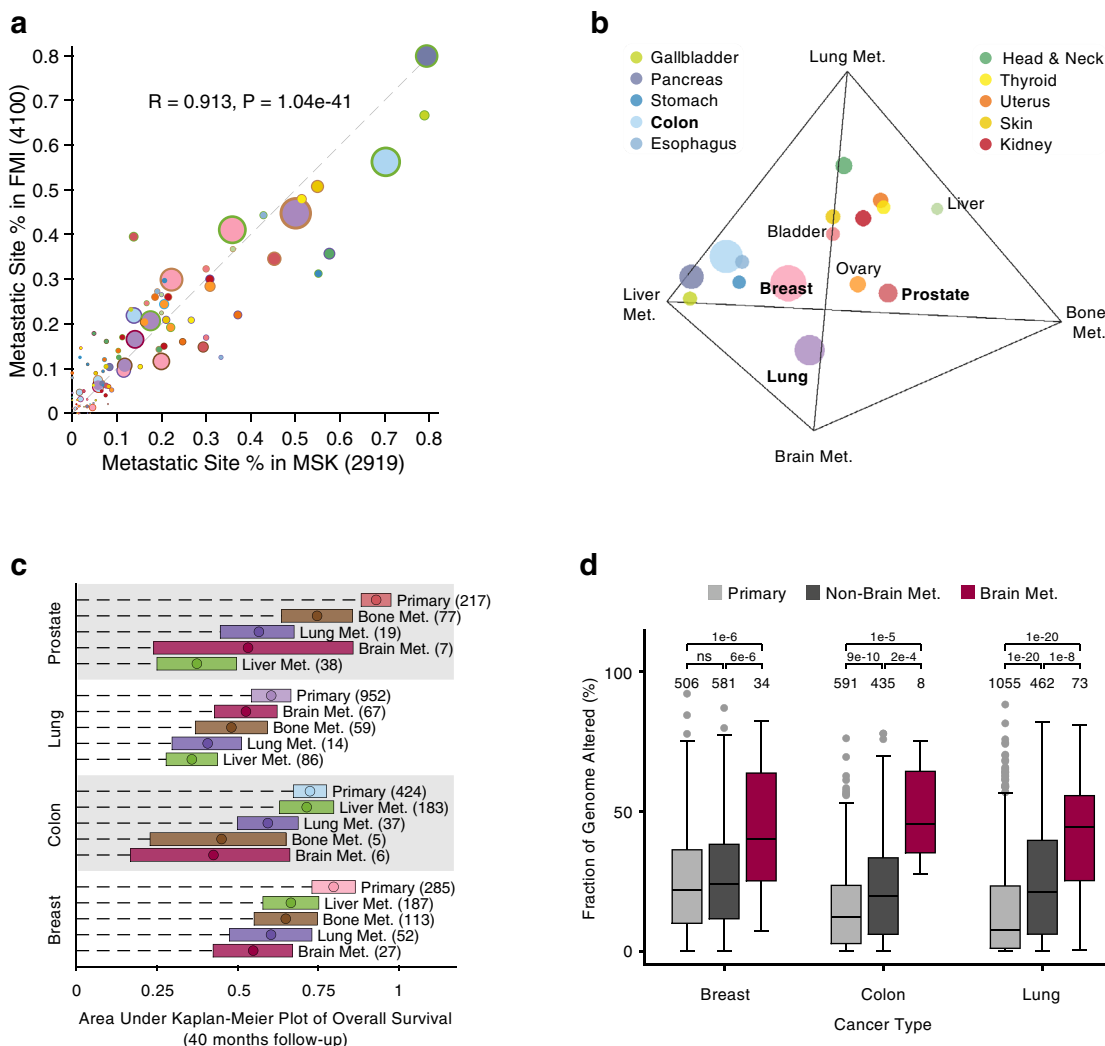 a
0.8
0.7
0.6
0.5
0.4
0.3
0.2
0.1
0
R = 0.913, P = 1.04e-41
Metastatic Site % in FMI (4100)
0 0.1 0.2 0.3 0.4 0.5 0.6 0.7 0.8
Metastatic Site % in MSK (2919)
b
Gallbladder
Pancreas
Stomach
Colon
Esophagus
Lung Met.
Head & Neck
Thyroid
Uterus
Skin
Kidney
Liver
Bladder
Ovary
Breast
Prostate
Liver
Met.
Bone
Met.
Lung
Brain Met.
c
Prostate
Primary (217)
Bone Met. (77)
Lung Met. (19)
Brain Met. (7)
Liver Met. (38)
Lung
Primary (952)
Brain Met. (67)
Bone Met. (59)
Lung Met. (14)
Liver Met. (86)
Colon
Primary (424)
Liver Met. (183)
Lung Met. (37)
Bone Met. (5)
Brain Met. (6)
Breast
Primary (285)
Liver Met. (187)
Bone Met. (113)
Lung Met. (52)
Brain Met. (27)
0 0.25 0.5 0.75 1
Area Under Kaplan-Meier Plot of Overall Survival
(40 months follow-up)
d
Primary Non-Brain Met. Brain Met.
1e-6 1e-5 1e-20
ns 6e-6 9e-10 2e-4 1e-20 1e-8
506 581 34 591 435 8 1055 462 73
100
50
0
Fraction of Genome Altered (%)
Breast Colon Lung
Cancer Type